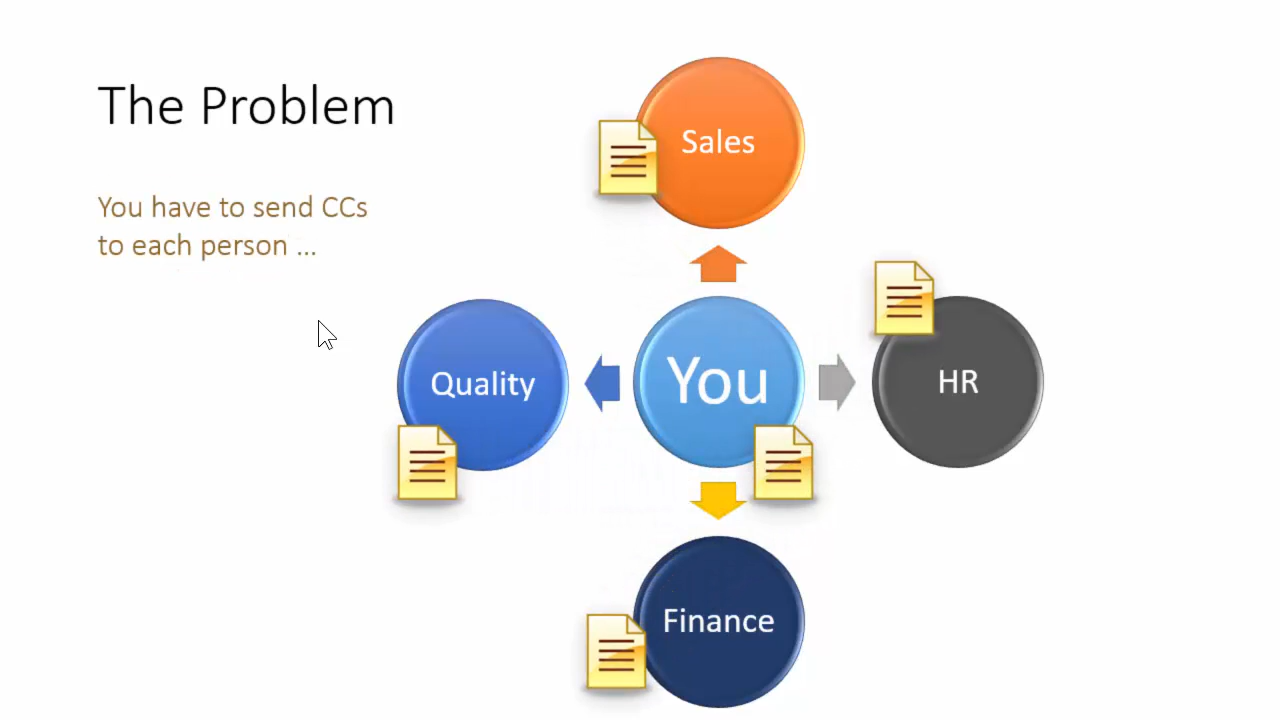 The Problem
You have to send CCs
to each person ...
Sales
Quality
You
HR
Finance